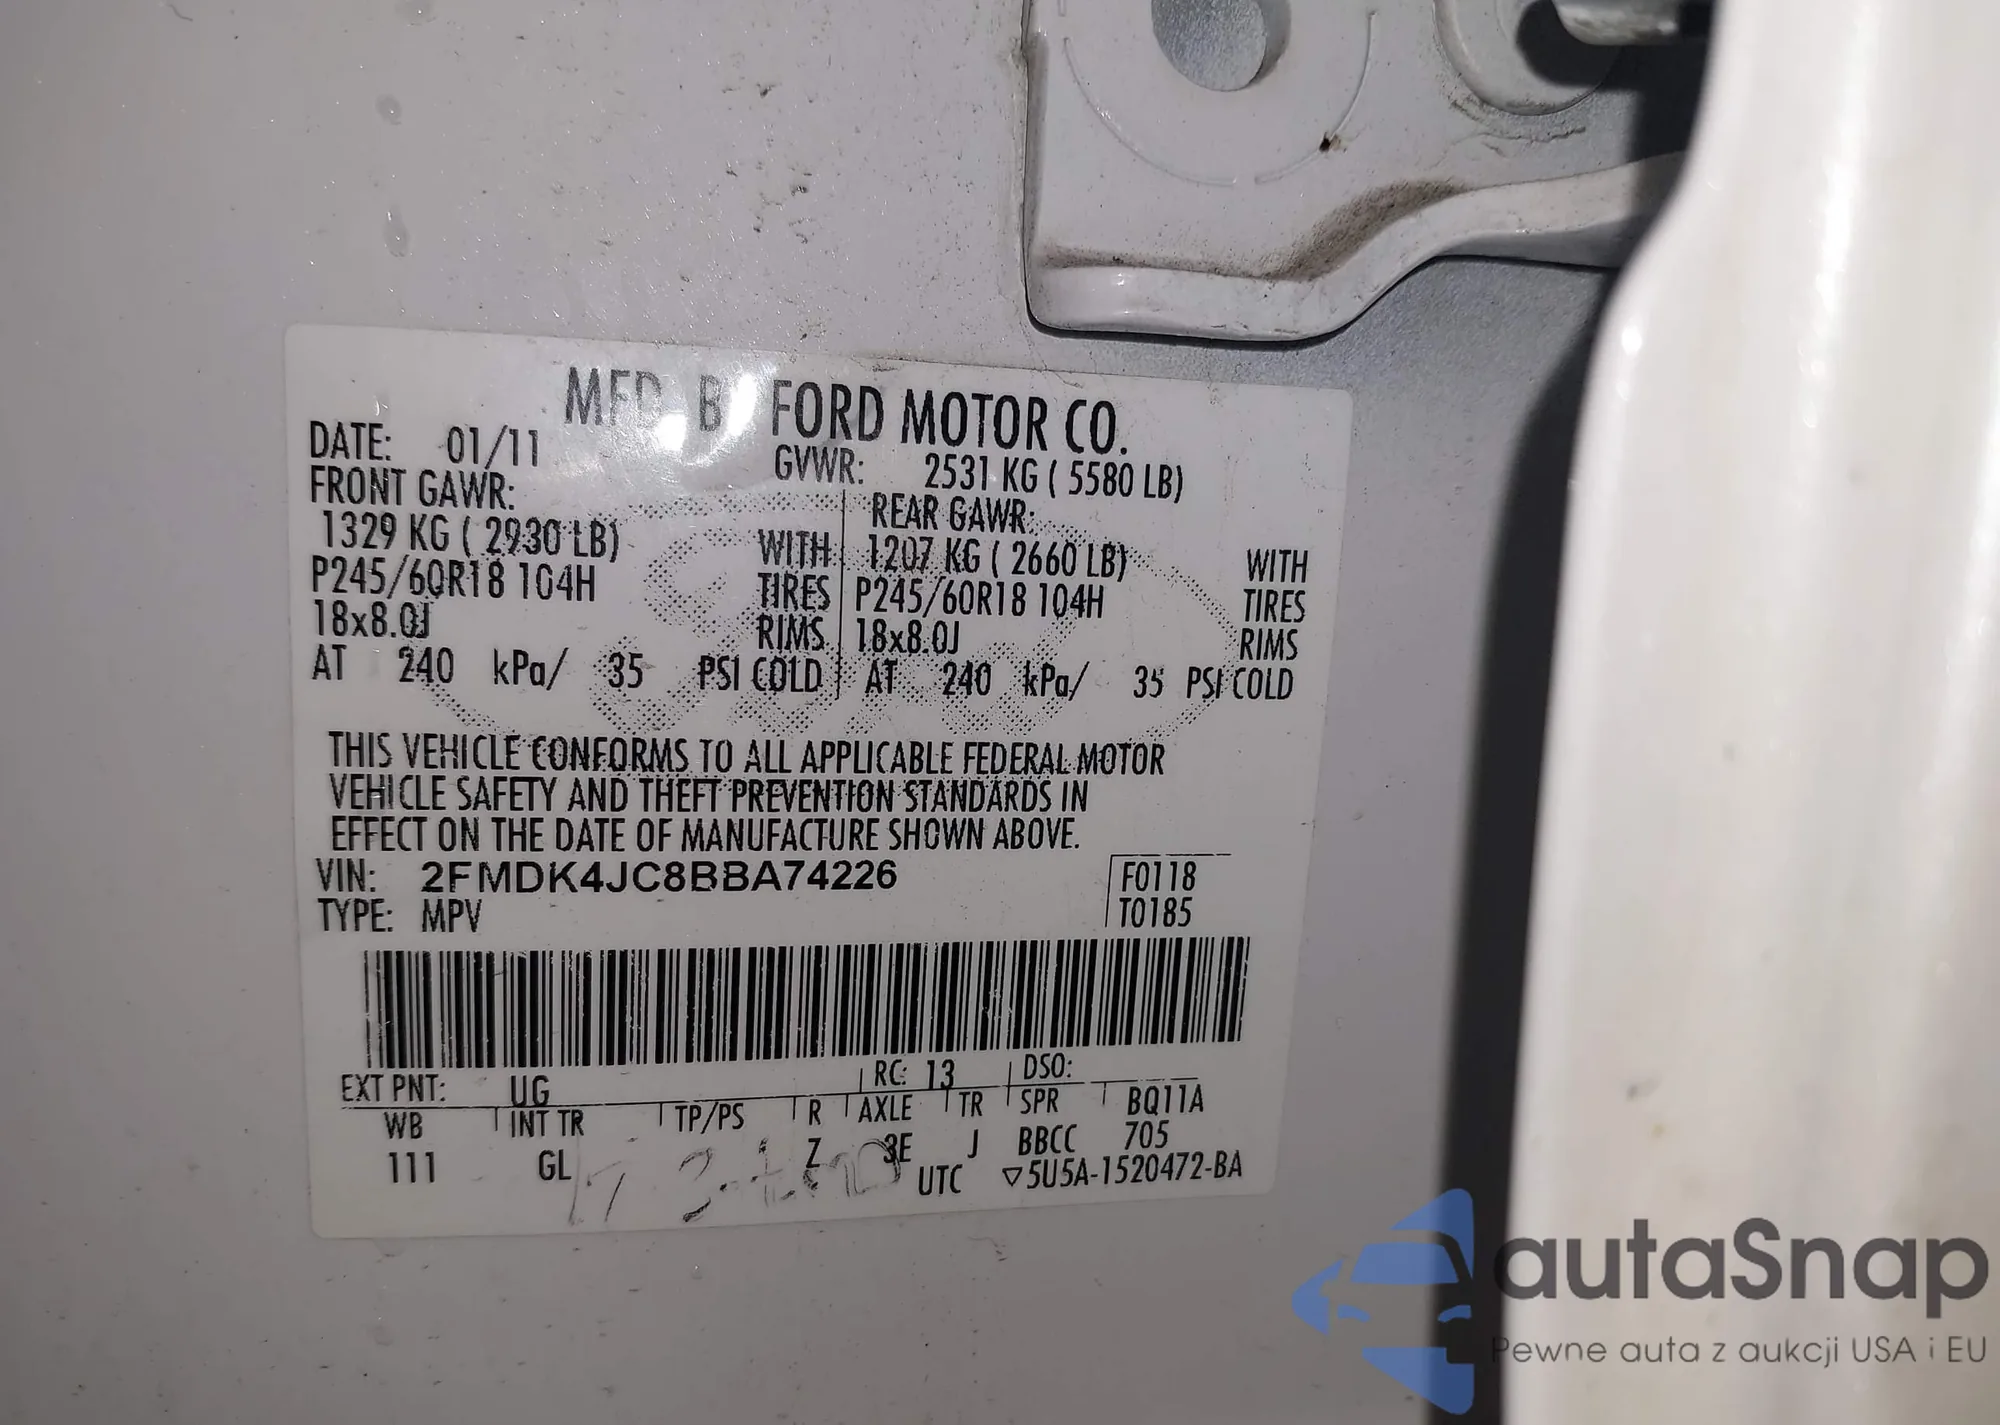 MFD. BY FORD MOTOR CO.
DATE: 01/11 GVWR: 2531 KG ( 5580 LB)
FRONT GAWR: REAR GAWR:
1329 KG ( 2930 LB) WITH 1207 KG ( 2660 LB) WITH
P245/60R18 104H TIRES P245/60R18 104H TIRES
18x8.0J RIMS 18x8.0J RIMS
AT 240 kPa/ 35 PSI COLD AT 240 kPa/ 35 PSI COLD
THIS VEHICLE CONFORMS TO ALL APPLICABLE FEDERAL MOTOR
VEHICLE SAFETY AND THEFT PREVENTION STANDARDS IN
EFFECT ON THE DATE OF MANUFACTURE SHOWN ABOVE.
VIN: 2FMDK4JC8BBA74226 F0118
TYPE: MPV T0185
EXT PNT: UG RC: 13 DSO:
WB INT TR TP/PS R AXLE TR SPR BQ11A
111 GL Z 3E J BBCC 705
UTC ▽5U5A-1520472-BA
autaSnap
Pewne auta z aukcji USA i EU